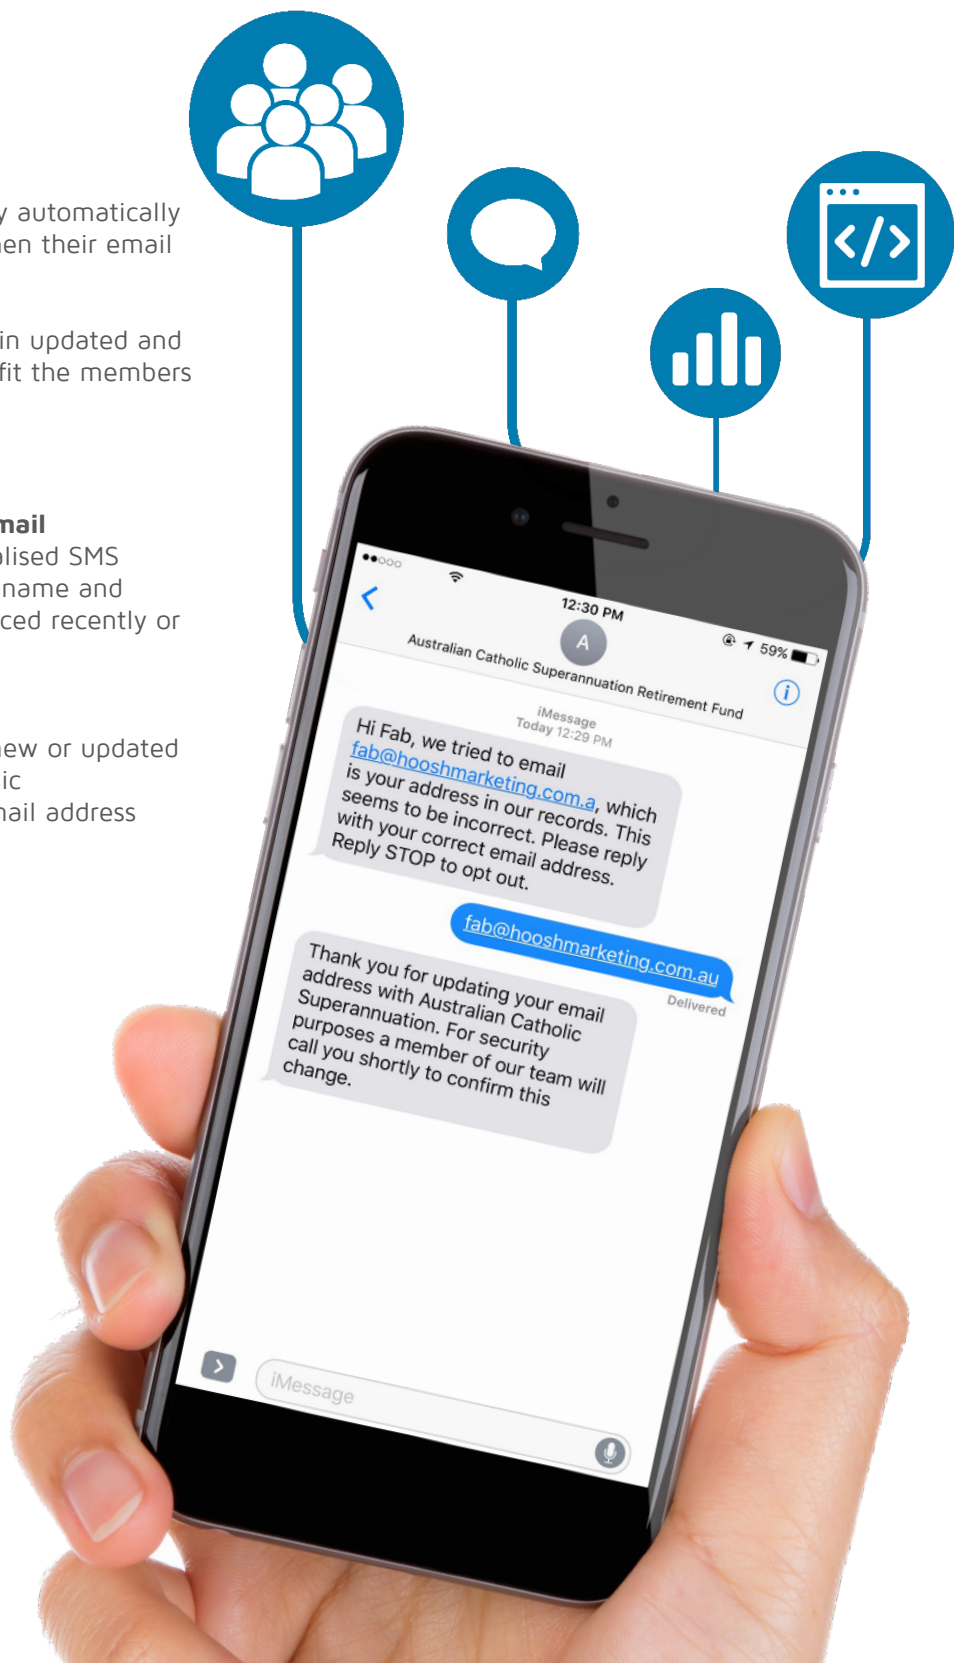 y automatically
hen their email
in updated and
fit the members
mail
alised SMS
name and
ced recently or
new or updated
ic
mail address
</>
12:30 PM
59%
A
Australian Catholic Superannuation Retirement Fund
i
iMessage
Today 12:29 PM
Hi Fab, we tried to email
fab@hooshmarketing.com.a, which
is your address in our records. This
seems to be incorrect. Please reply
with your correct email address.
Reply STOP to opt out.
fab@hooshmarketing.com.au
Delivered
Thank you for updating your email
address with Australian Catholic
Superannuation. For security
purposes a member of our team will
call you shortly to confirm this
change.
iMessage